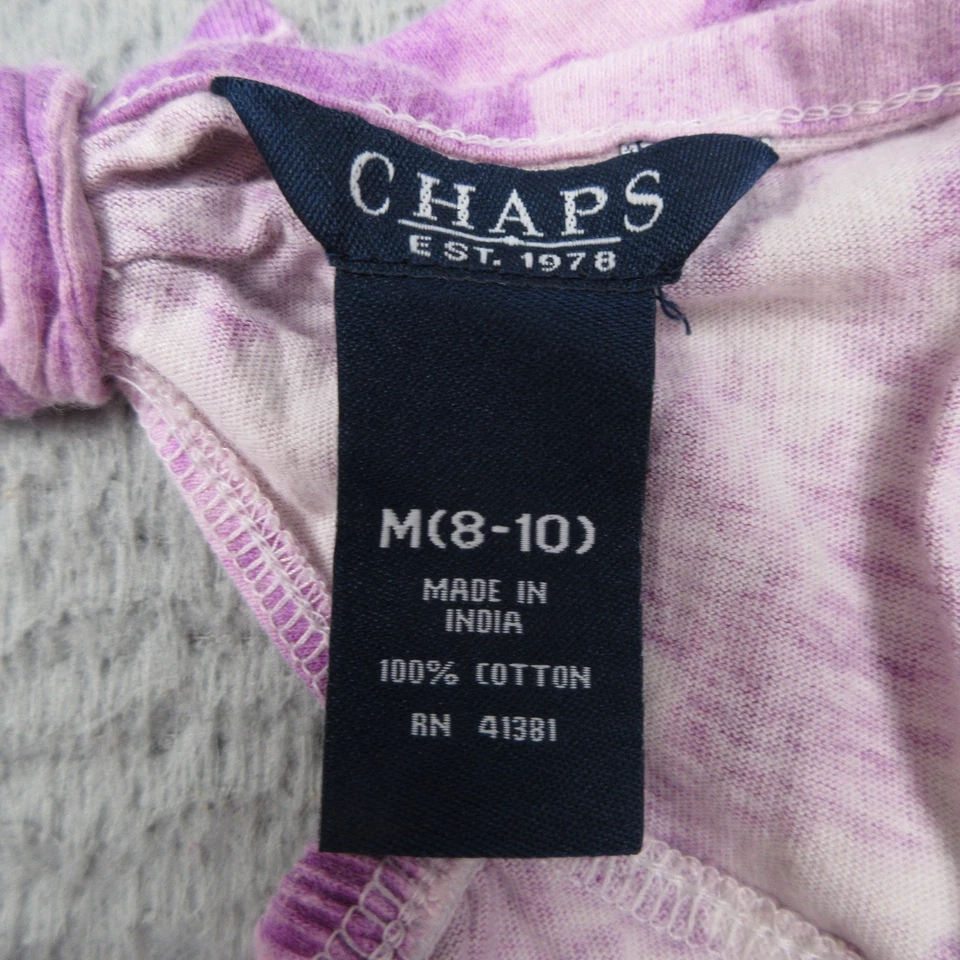 CHAPS
EST. 1978
M(8-10)
MADE IN
INDIA
100% COTTON
RN 41381